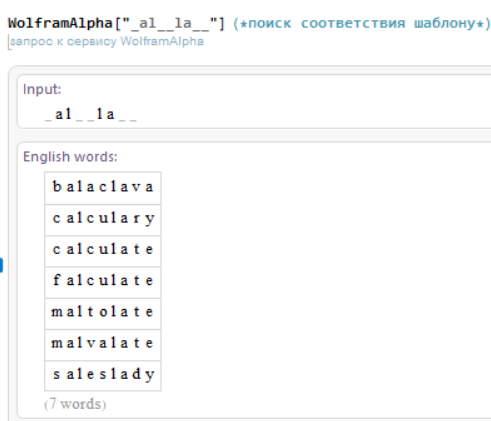 WolframAlpha["_al__la__"] (*поиск соответствия шаблону*)
запрос к сервису WolframAlpha
Input:
_al__la__
English words:
balaclava
calculary
calculate
falculate
maltolate
malvalate
saleslady
(7 words)